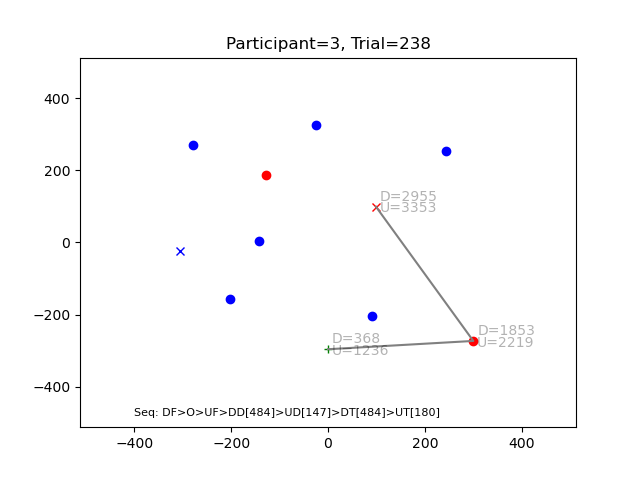 Participant=3, Trial=238
400
200
0
−200
−400
D=2955
U=3353
D=1853
U=2219
D=368
U=1236
Seq: DF>O>UF>DD[484]>UD[147]>DT[484]>UT[180]
−400
−200
0
200
400